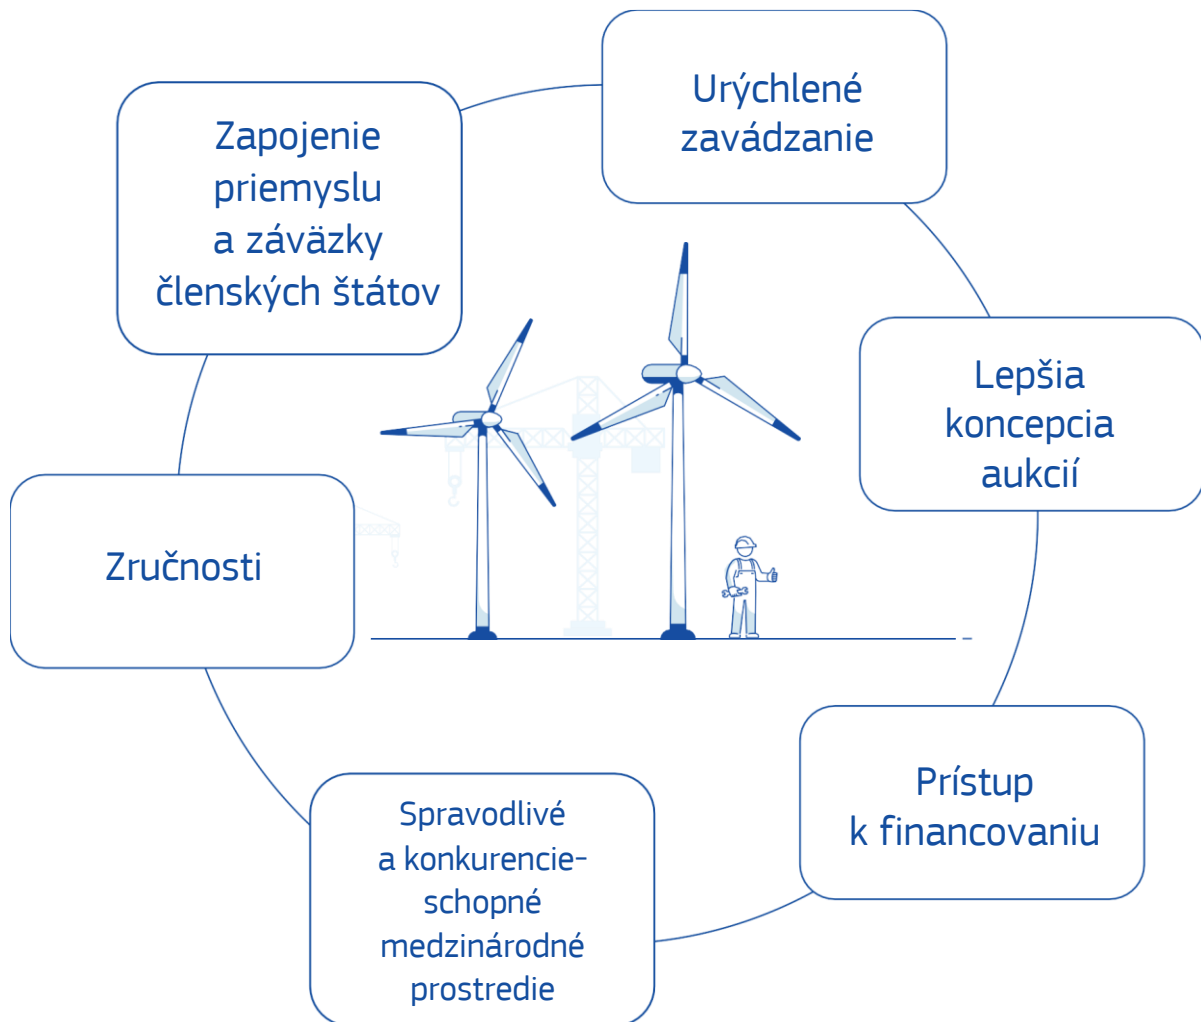 Urýchlené
zavádzanie
Zapojenie
priemyslu
a záväzky
členských štátov
Lepšia
koncepcia
aukcií
Zručnosti
Prístup
k financovaniu
Spravodlivé
a konkurencie-
schopné
medzinárodné
prostredie